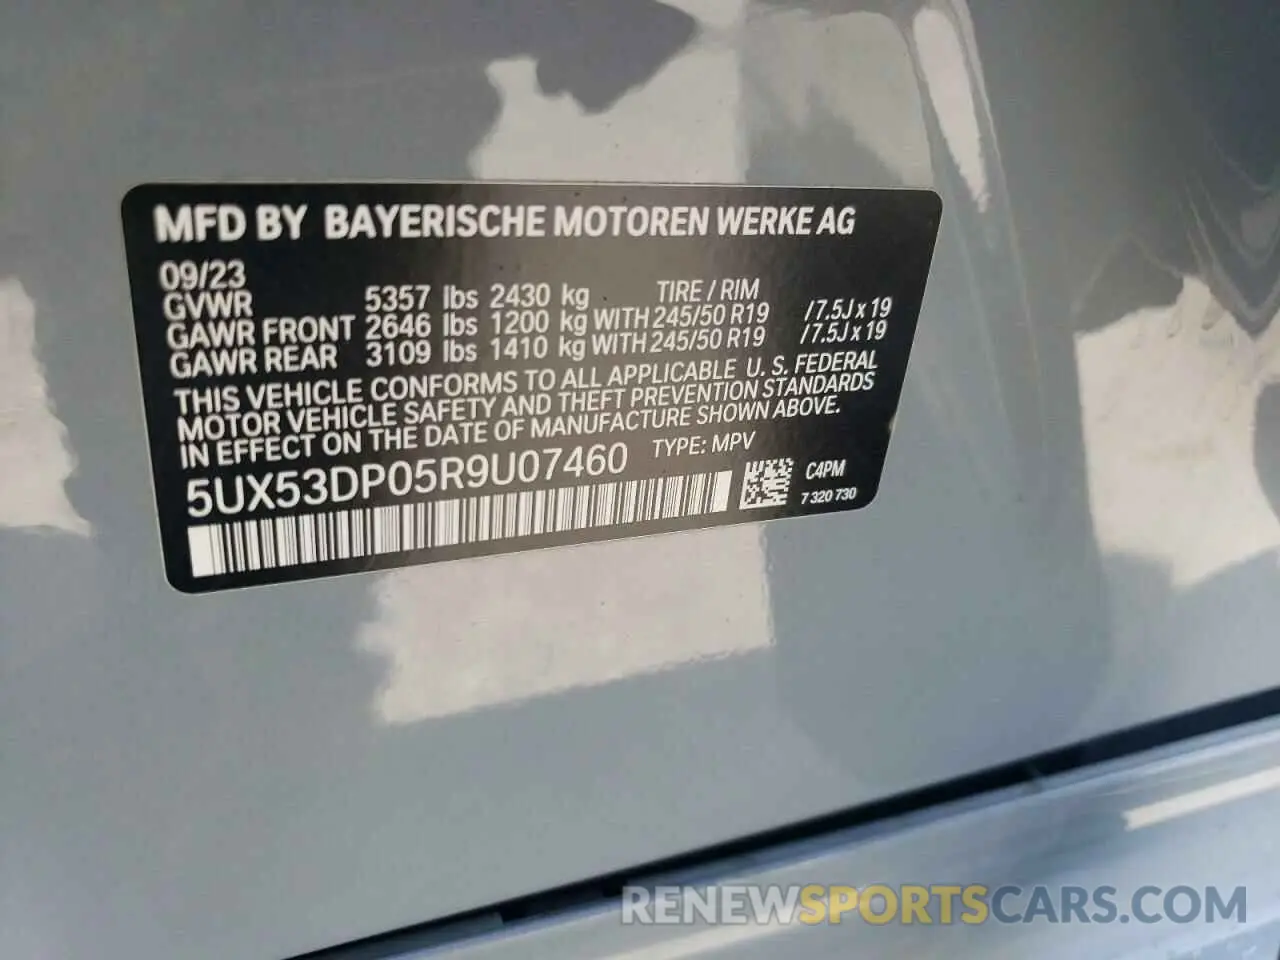 MFD BY BAYERISCHE MOTOREN WERKE AG
09/23
GVWR 5357 lbs 2430 kg TIRE / RIM
GAWR FRONT 2646 lbs 1200 kg WITH 245/50 R19 /7.5J x 19
GAWR REAR 3109 lbs 1410 kg WITH 245/50 R19 /7.5J x 19
THIS VEHICLE CONFORMS TO ALL APPLICABLE U. S. FEDERAL
MOTOR VEHICLE SAFETY AND THEFT PREVENTION STANDARDS
IN EFFECT ON THE DATE OF MANUFACTURE SHOWN ABOVE.
5UX53DP05R9U07460 TYPE: MPV
C4PM
7 320 730
RENEWSPORTSCARS.COM